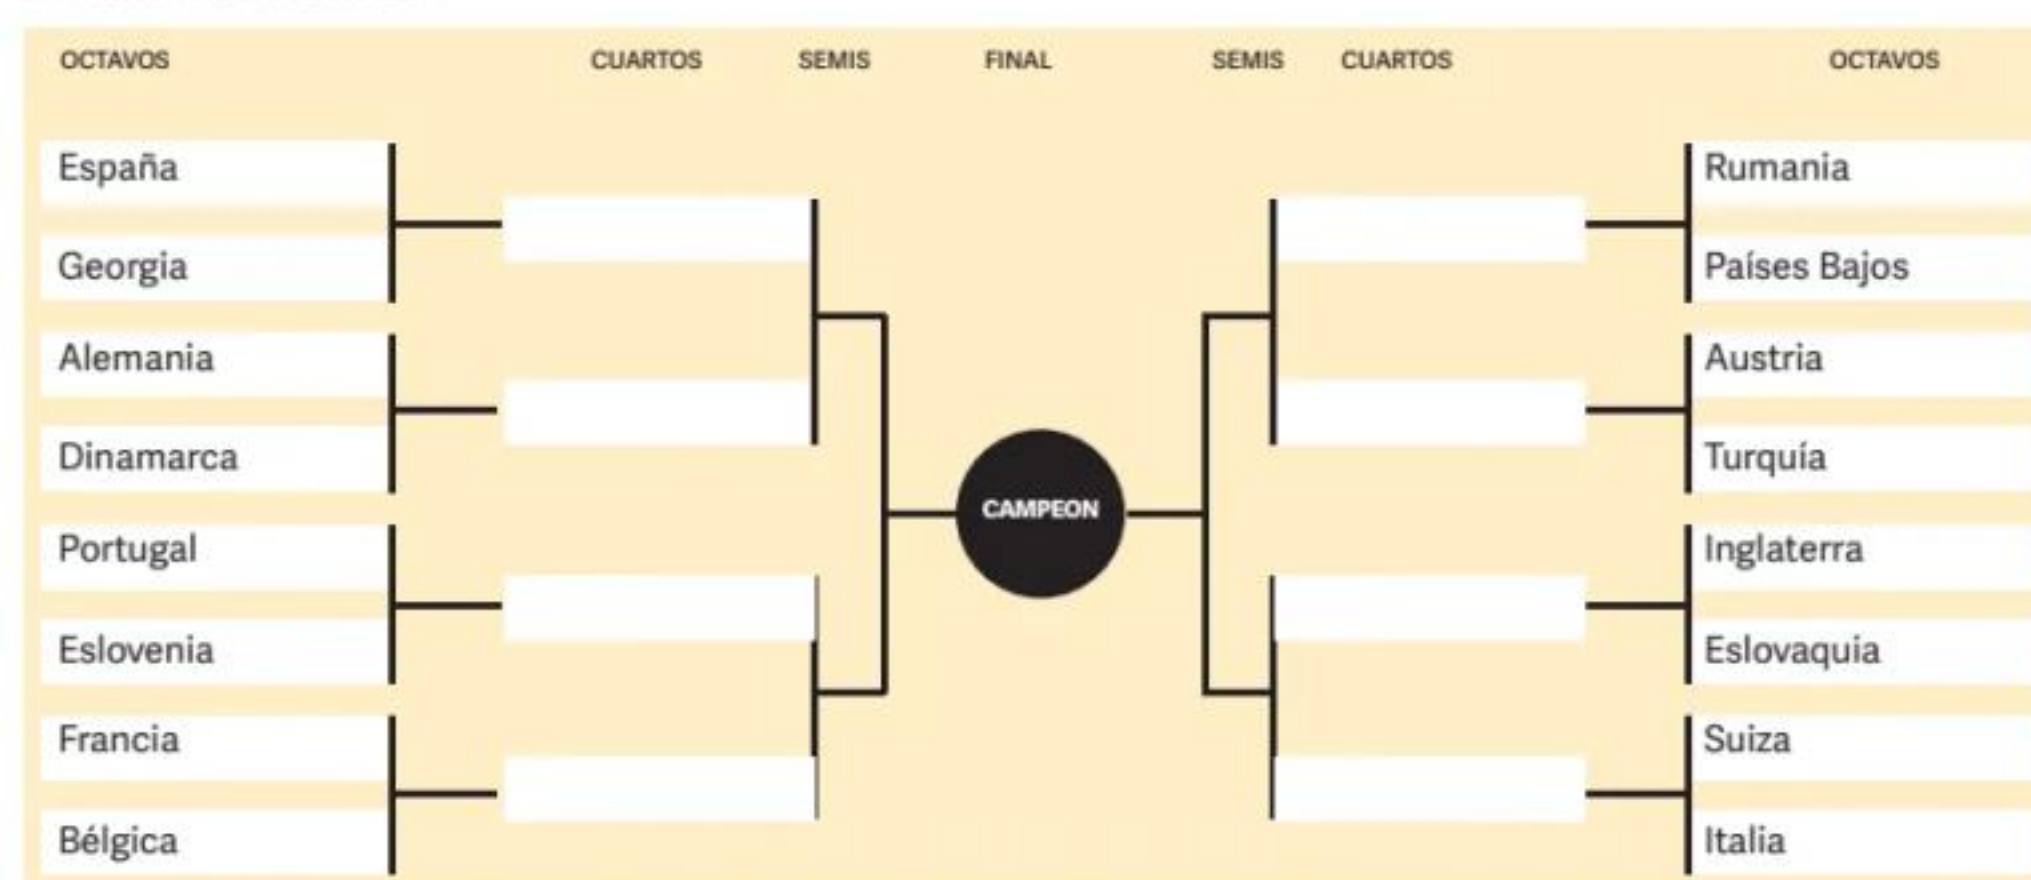 OCTAVOS CUARTOS SEMIS FINAL SEMIS CUARTOS OCTAVOS
España
Georgia
Alemania
Dinamarca
Portugal
Eslovenia
Francia
Bélgica
CAMPEON
Rumania
Países Bajos
Austria
Turquía
Inglaterra
Eslovaquia
Suiza
Italia